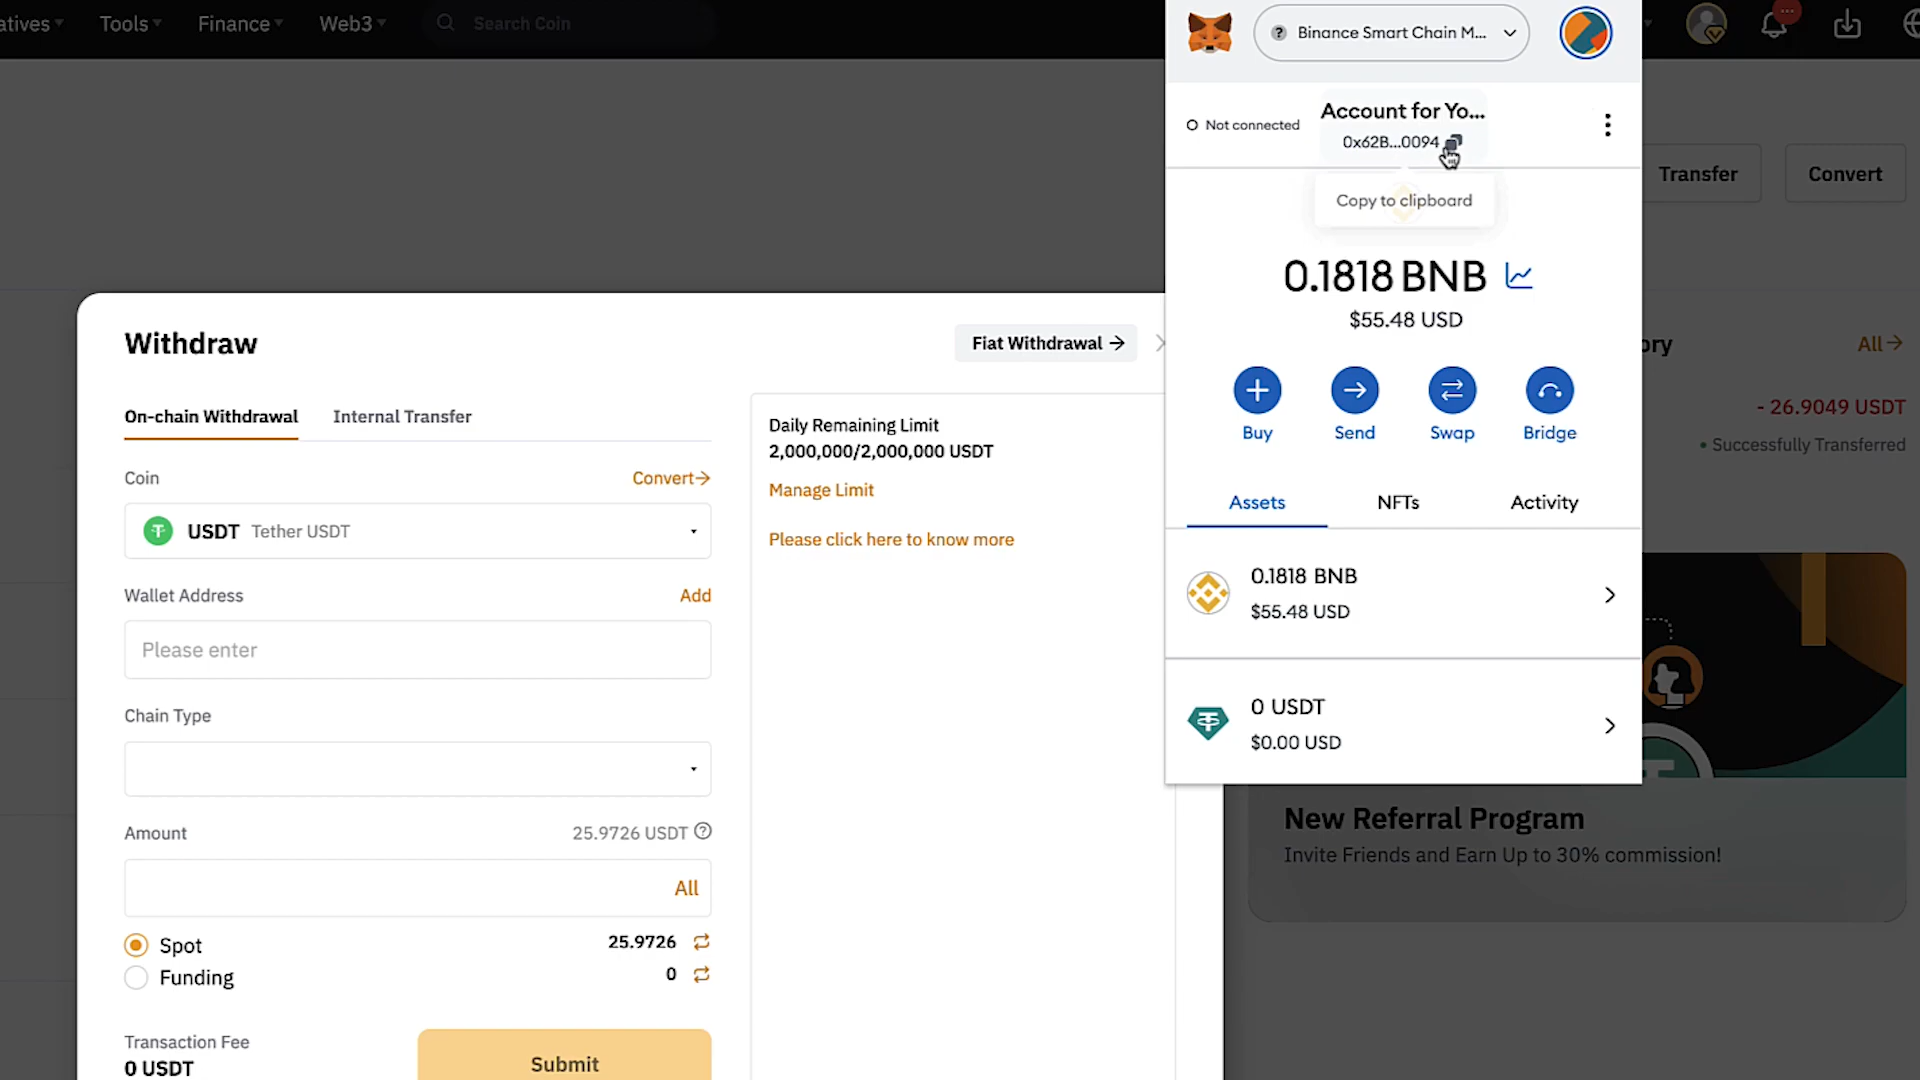 atives
Tools
Finance
Web3
Search Coin
Binance Smart Chain M...
Not connected
Account for Yo...
0x62B...0094
Copy to clipboard
Transfer
Convert
0.1818 BNB
$55.48 USD
Withdraw
Fiat Withdrawal
ory
All
Buy
Send
Swap
Bridge
- 26.9049 USDT
Successfully Transferred
On-chain Withdrawal
Internal Transfer
Daily Remaining Limit
2,000,000/2,000,000 USDT
Manage Limit
Please click here to know more
Coin
Convert
USDT Tether USDT
Assets
NFTs
Activity
Wallet Address
Add
Please enter
0.1818 BNB
$55.48 USD
Chain Type
0 USDT
$0.00 USD
Amount
25.9726 USDT
All
Spot
25.9726
Funding
0
New Referral Program
Invite Friends and Earn Up to 30% commission!
Transaction Fee
0 USDT
Submit